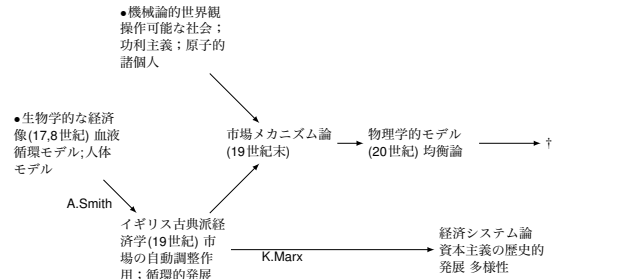 ●機械論的世界観
操作可能な社会；
功利主義；原子的
諸個人
●生物学的な経済
像(17,8世紀) 血液
循環モデル;人体
モデル
市場メカニズム論
(19世紀末)
物理学的モデル
(20世紀) 均衡論
†
A.Smith
イギリス古典派経
済学(19世紀) 市
場の自動調整作
用；循環的発展
K.Marx
経済システム論
資本主義の歴史的
発展 多様性